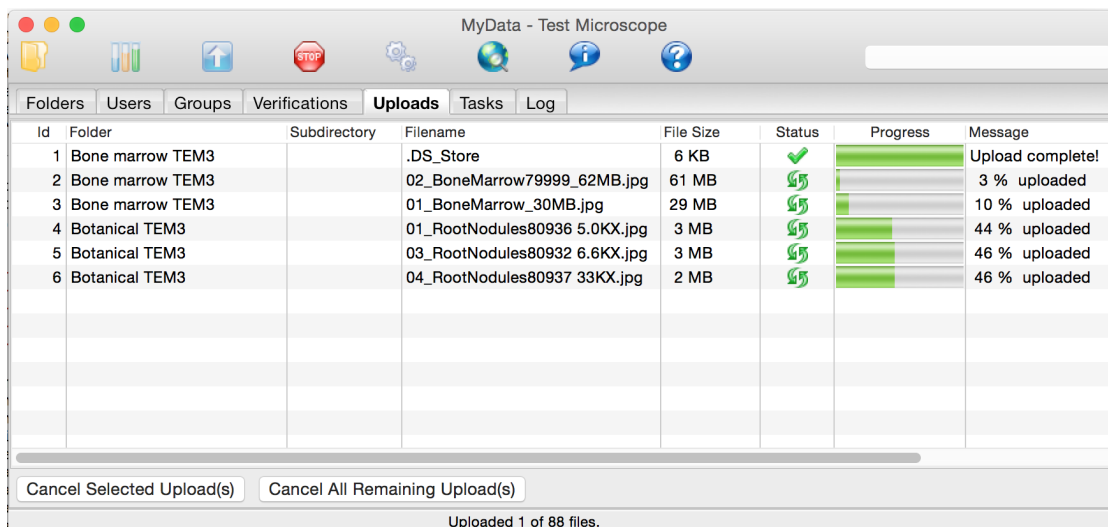 MyData - Test Microscope
STOP
Folders Users Groups Verifications Uploads Tasks Log
Id Folder Subdirectory Filename File Size Status Progress Message
1 Bone marrow TEM3 .DS_Store 6 KB Upload complete!
2 Bone marrow TEM3 02_BoneMarrow79999_62MB.jpg 61 MB 3 % uploaded
3 Bone marrow TEM3 01_BoneMarrow_30MB.jpg 29 MB 10 % uploaded
4 Botanical TEM3 01_RootNodules80936 5.0KX.jpg 3 MB 44 % uploaded
5 Botanical TEM3 03_RootNodules80932 6.6KX.jpg 3 MB 46 % uploaded
6 Botanical TEM3 04_RootNodules80937 33KX.jpg 2 MB 46 % uploaded
Cancel Selected Upload(s) Cancel All Remaining Upload(s)
Uploaded 1 of 88 files.